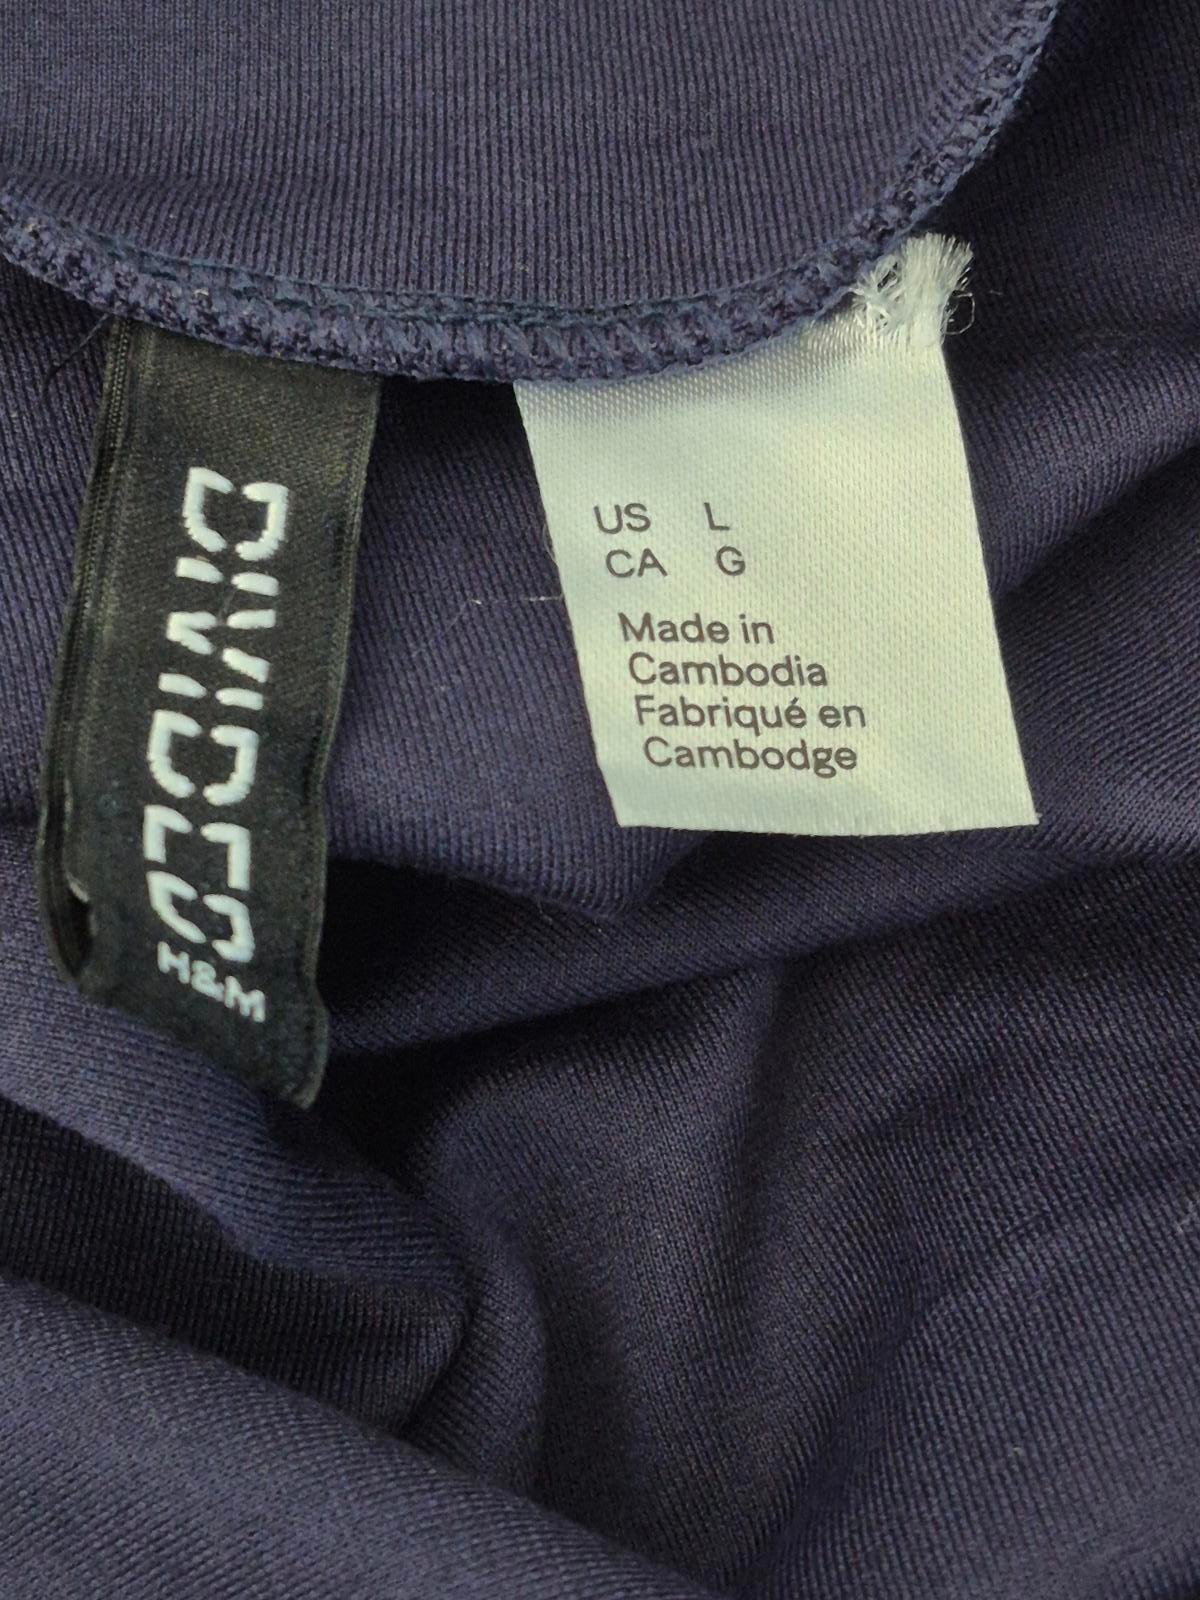 DIVIDED
H&M
US L
CA G
Made in
Cambodia
Fabriqué en
Cambodge